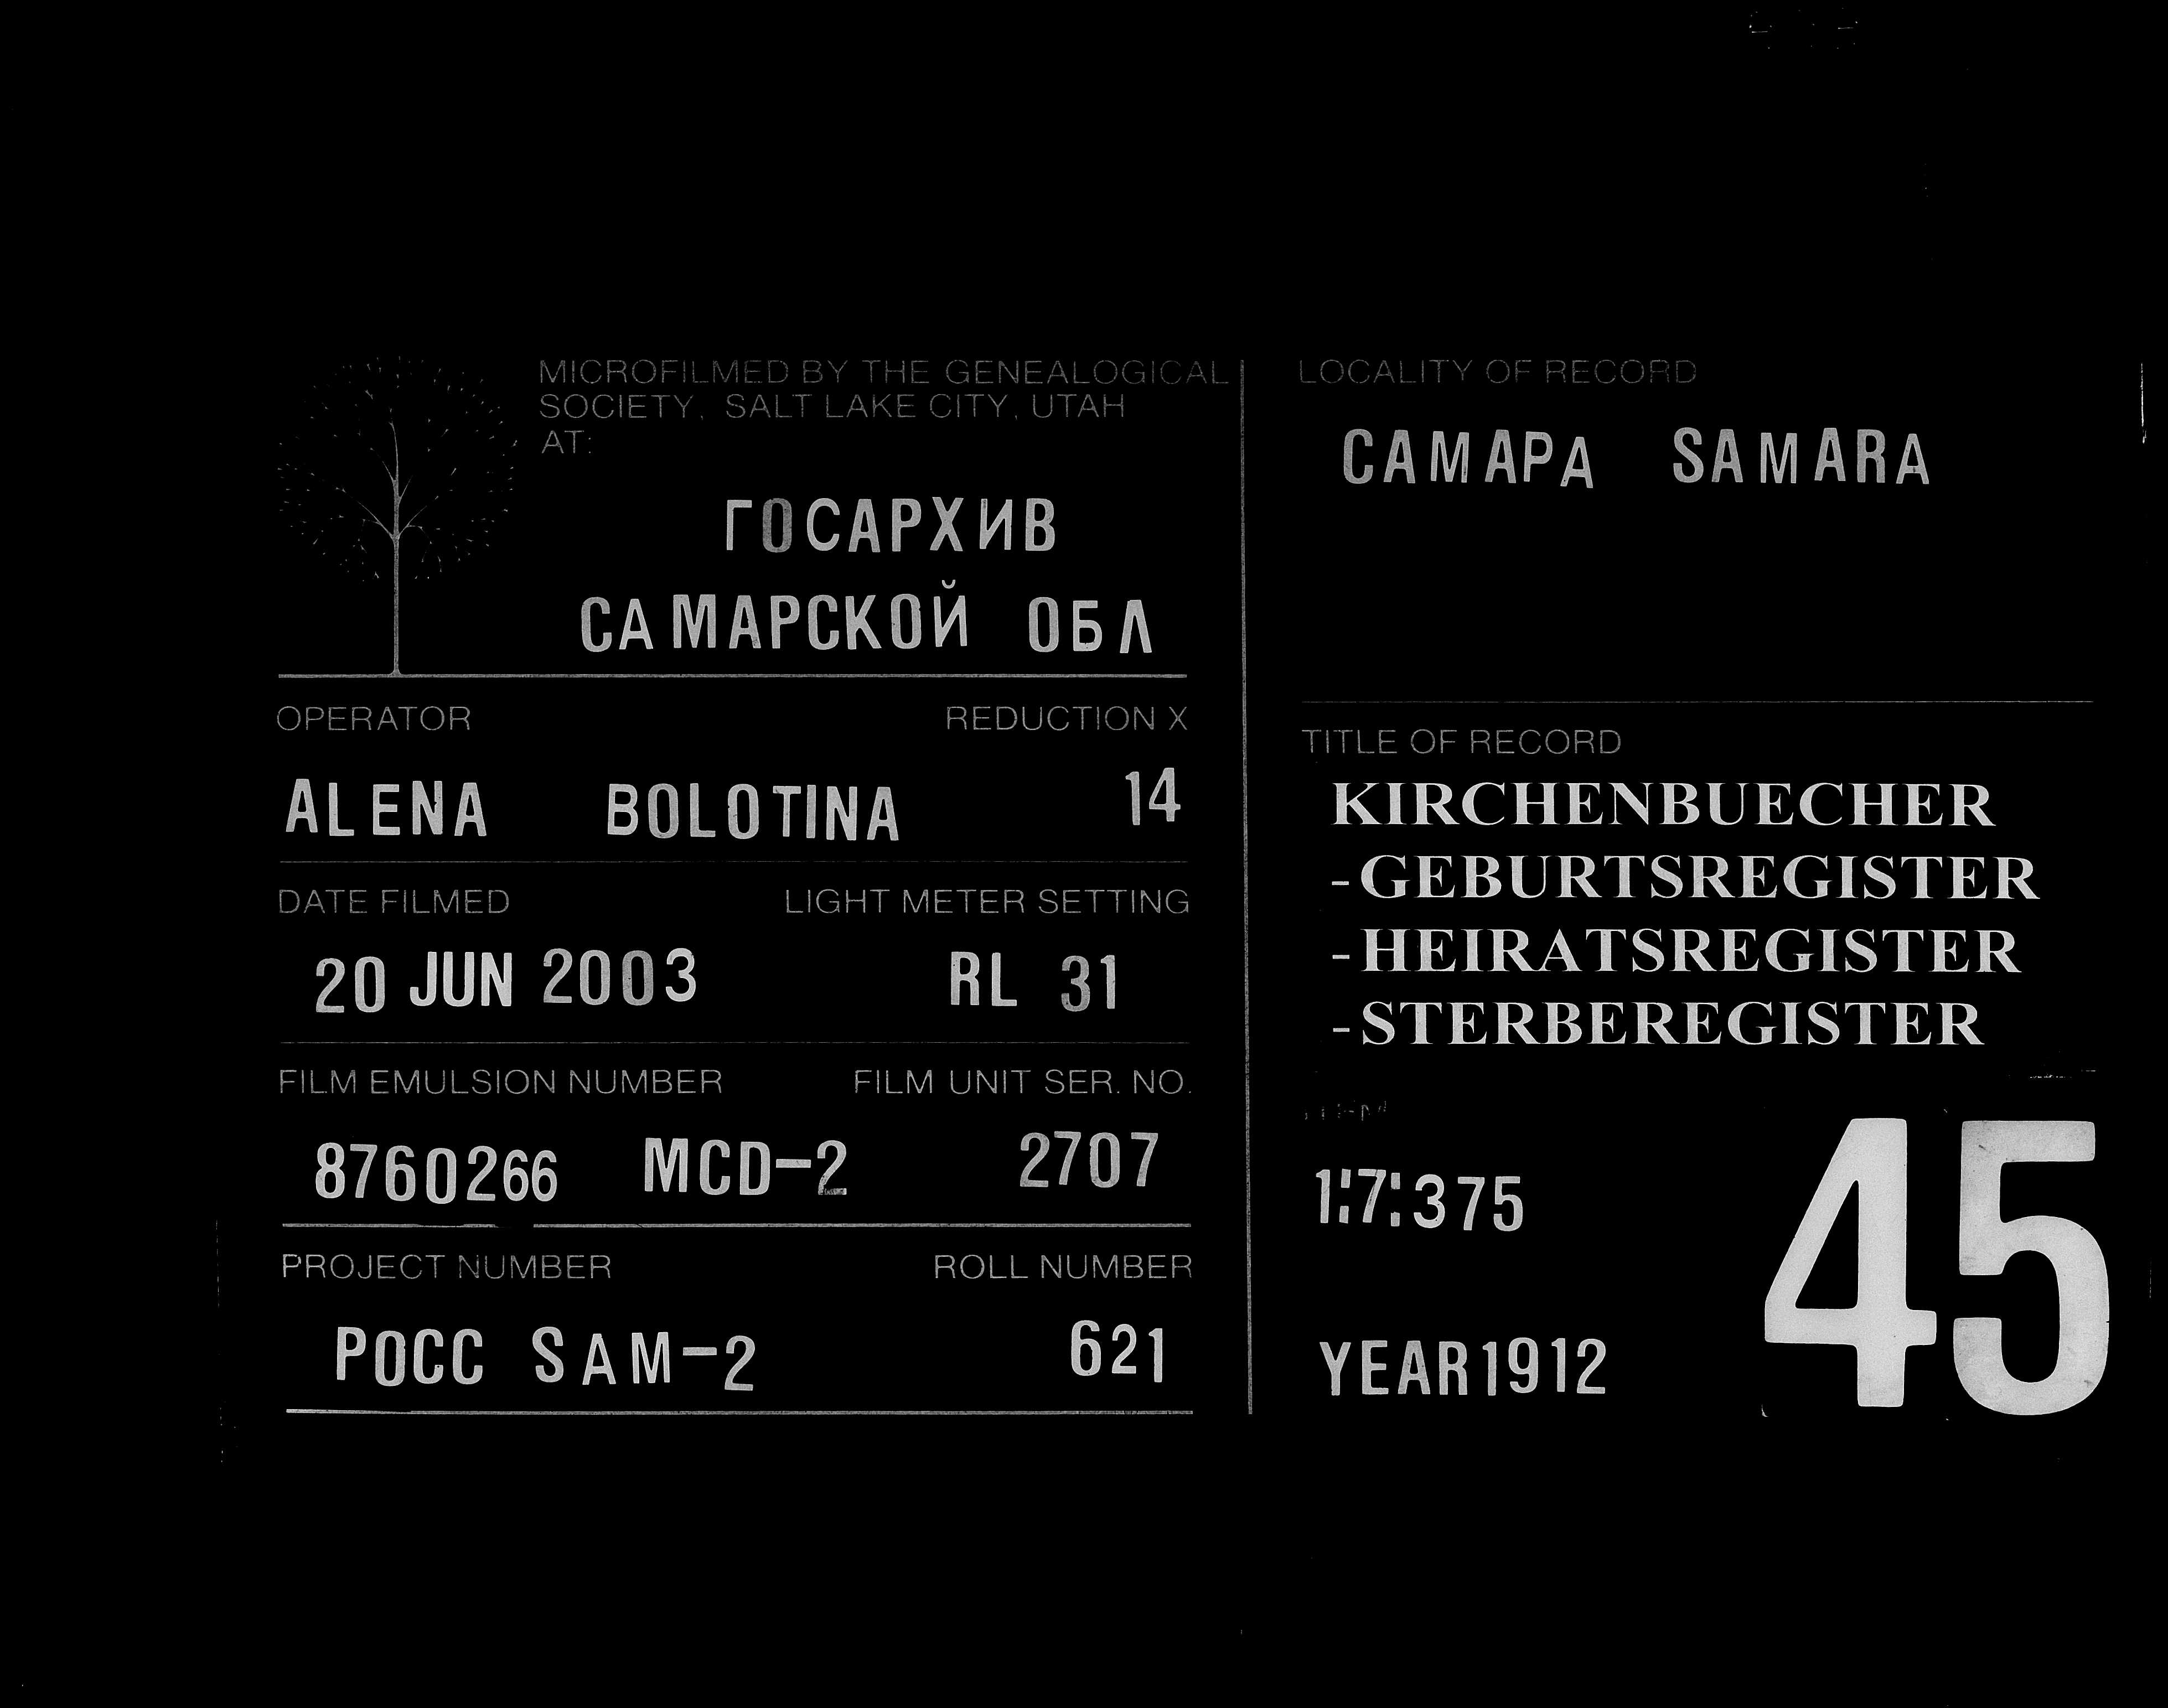 MICROFILMED BY THE GENEALOGICAL
SOCIETY, SALT LAKE CITY, UTAH
AT:
ГОСАРХИВ
САМАРСКОЙ ОБЛ
OPERATOR REDUCTION X
ALENA BOLOTINA 14
DATE FILMED LIGHT METER SETTING
20 JUN 2003 RL 31
FILM EMULSION NUMBER FILM UNIT SER. NO.
8760266 MCD-2 2707
PROJECT NUMBER ROLL NUMBER
РОСС SAM-2 621
LOCALITY OF RECORD
САМАРА SAMARA
TITLE OF RECORD
KIRCHENBUECHER
-GEBURTSREGISTER
-HEIRATSREGISTER
-STERBEREGISTER
1:7:375
45
YEAR1912